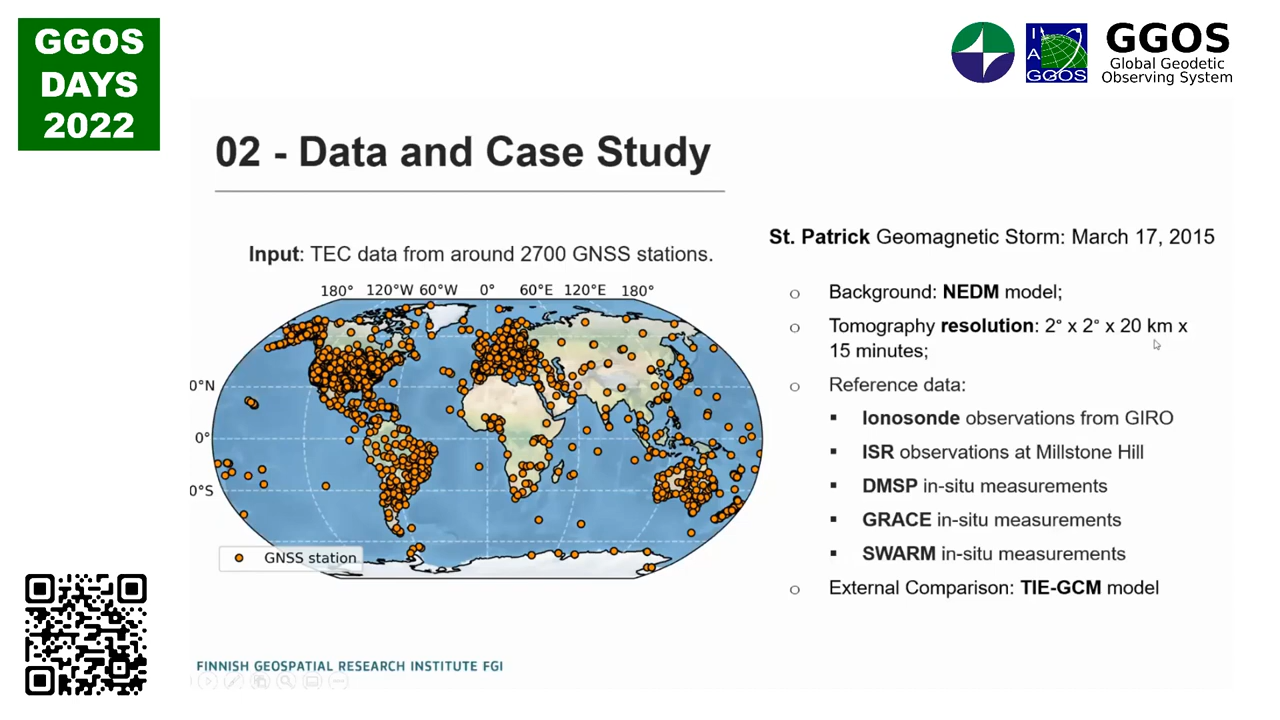 GGOS
DAYS
2022
I
A
G
GGOS
GGOS
Global Geodetic
Observing System
02 - Data and Case Study
Input: TEC data from around 2700 GNSS stations.
180° 120°W 60°W 0° 60°E 120°E 180°
0°N
0°
0°S
GNSS station
St. Patrick Geomagnetic Storm: March 17, 2015
o Background: NEDM model;
o Tomography resolution: 2° x 2° x 20 km x
15 minutes;
o Reference data:
▪ Ionosonde observations from GIRO
▪ ISR observations at Millstone Hill
▪ DMSP in-situ measurements
▪ GRACE in-situ measurements
▪ SWARM in-situ measurements
o External Comparison: TIE-GCM model
FINNISH GEOSPATIAL RESEARCH INSTITUTE FGI